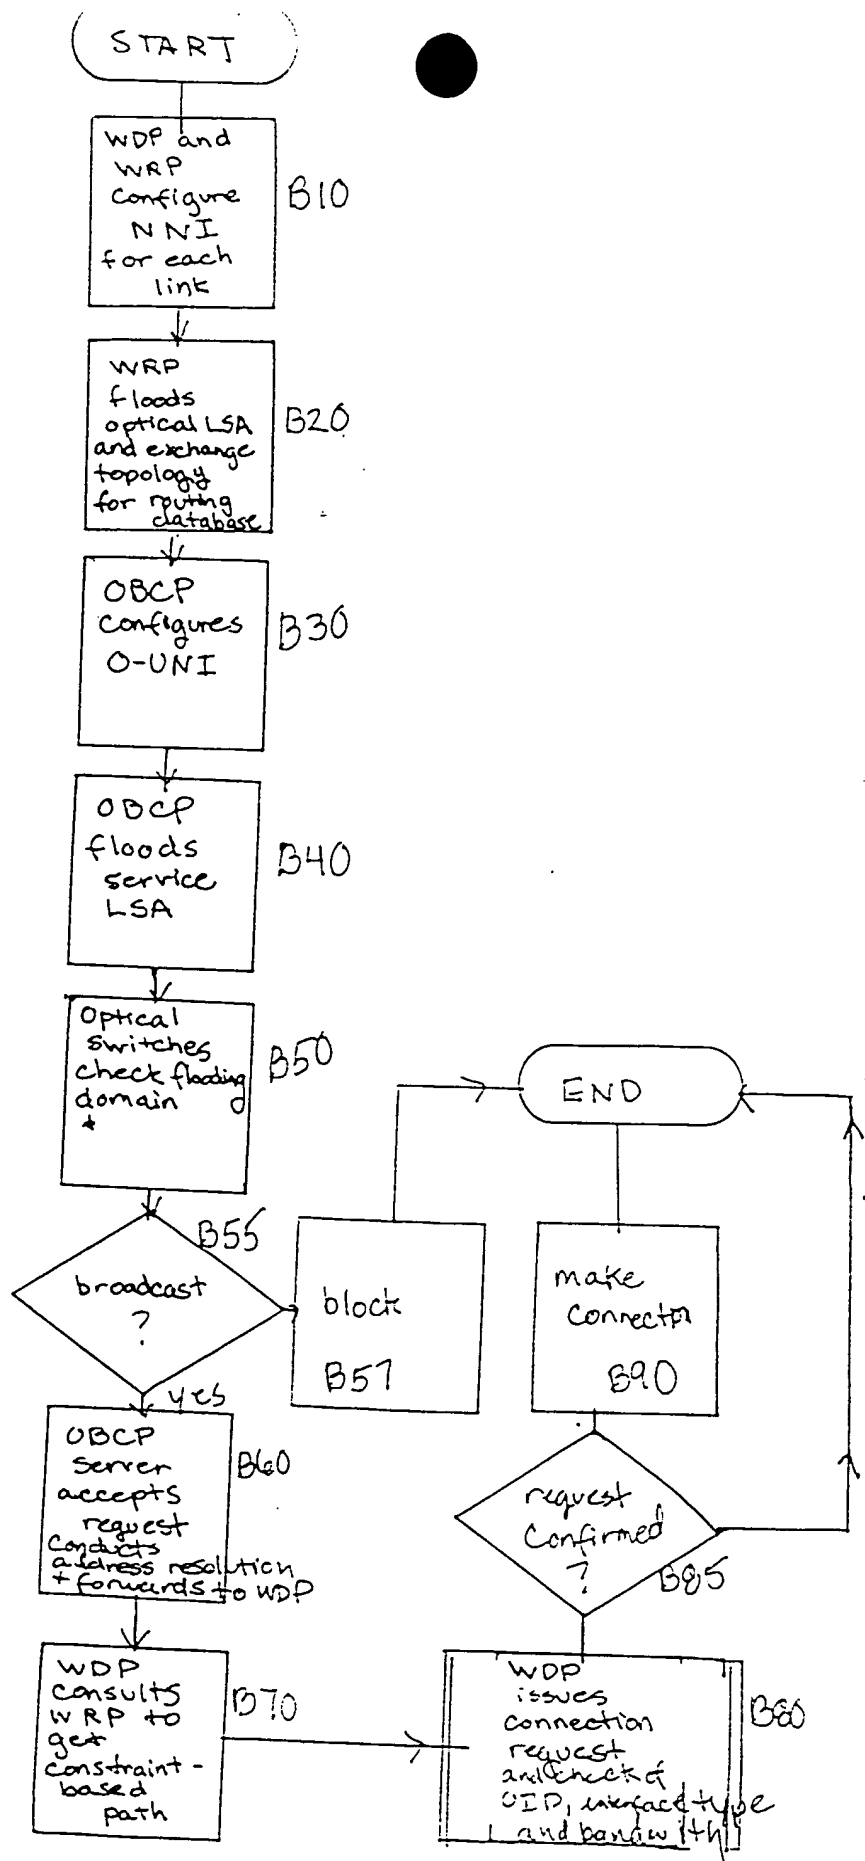 START
WDP and
WRP
Configure
NNI
for each
link
B10
WRP
floods
optical LSA
and exchange
topology
for routing
database
B20
OBCP
configures
O-UNI
B30
OBCP
floods
service
LSA
B40
Optical
switches
check flooding
domain
*
B50
B55
broadcast
?
yes
block
B57
OBCP
Server
accepts
request
Conducts
address resolution
+ forwards to WDP
B60
WDP
consults
WRP to
get
constraint-
based
path
B70
WDP
issues
connection
request
and check of
UID, interface type
and bandwith
B80
request
Confirmed
?
B85
make
B90
END